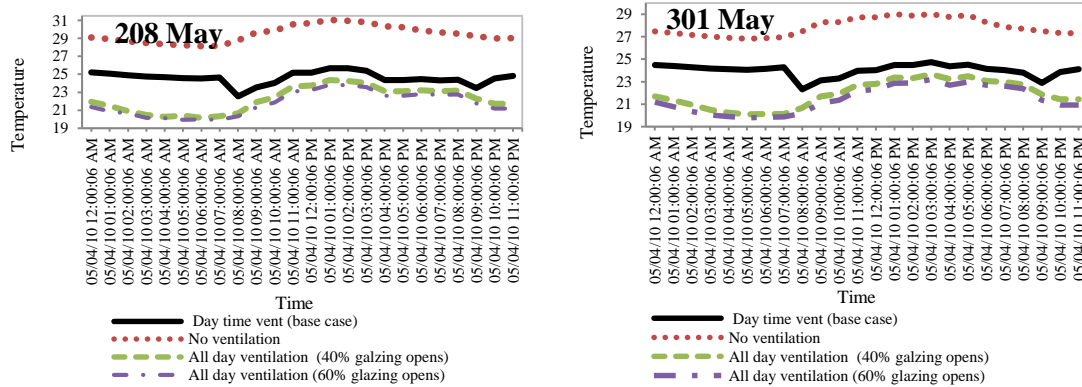 208 May
Temperature
31
29
27
25
23
21
19
05/04/10 12:00:06 AM
05/04/10 01:00:06 AM
05/04/10 02:00:06 AM
05/04/10 03:00:06 AM
05/04/10 04:00:06 AM
05/04/10 05:00:06 AM
05/04/10 06:00:06 AM
05/04/10 07:00:06 AM
05/04/10 08:00:06 AM
05/04/10 09:00:06 AM
05/04/10 10:00:06 AM
05/04/10 11:00:06 AM
05/04/10 12:00:06 PM
05/04/10 01:00:06 PM
05/04/10 02:00:06 PM
05/04/10 03:00:06 PM
05/04/10 04:00:06 PM
05/04/10 05:00:06 PM
05/04/10 06:00:06 PM
05/04/10 07:00:06 PM
05/04/10 08:00:06 PM
05/04/10 09:00:06 PM
05/04/10 10:00:06 PM
05/04/10 11:00:06 PM
Time
Day time vent (base case)
No ventilation
All day ventilation (40% galzing opens)
All day ventilation (60% glazing opens)
301 May
Temperature
29
27
25
23
21
19
05/04/10 12:00:06 AM
05/04/10 01:00:06 AM
05/04/10 02:00:06 AM
05/04/10 03:00:06 AM
05/04/10 04:00:06 AM
05/04/10 05:00:06 AM
05/04/10 06:00:06 AM
05/04/10 07:00:06 AM
05/04/10 08:00:06 AM
05/04/10 09:00:06 AM
05/04/10 10:00:06 AM
05/04/10 11:00:06 AM
05/04/10 12:00:06 PM
05/04/10 01:00:06 PM
05/04/10 02:00:06 PM
05/04/10 03:00:06 PM
05/04/10 04:00:06 PM
05/04/10 05:00:06 PM
05/04/10 06:00:06 PM
05/04/10 07:00:06 PM
05/04/10 08:00:06 PM
05/04/10 09:00:06 PM
05/04/10 10:00:06 PM
05/04/10 11:00:06 PM
Time
Day time vent (base case)
No ventilation
All day ventilation (40% galzing opens)
All day ventilation (60% glazing opens)